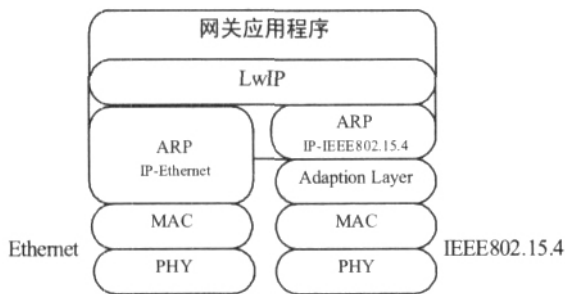 网关应用程序
LwIP
ARP
IP-Ethernet
ARP
IP-IEEE802.15.4
Adaption Layer
Ethernet
MAC
PHY
MAC
PHY
IEEE802.15.4